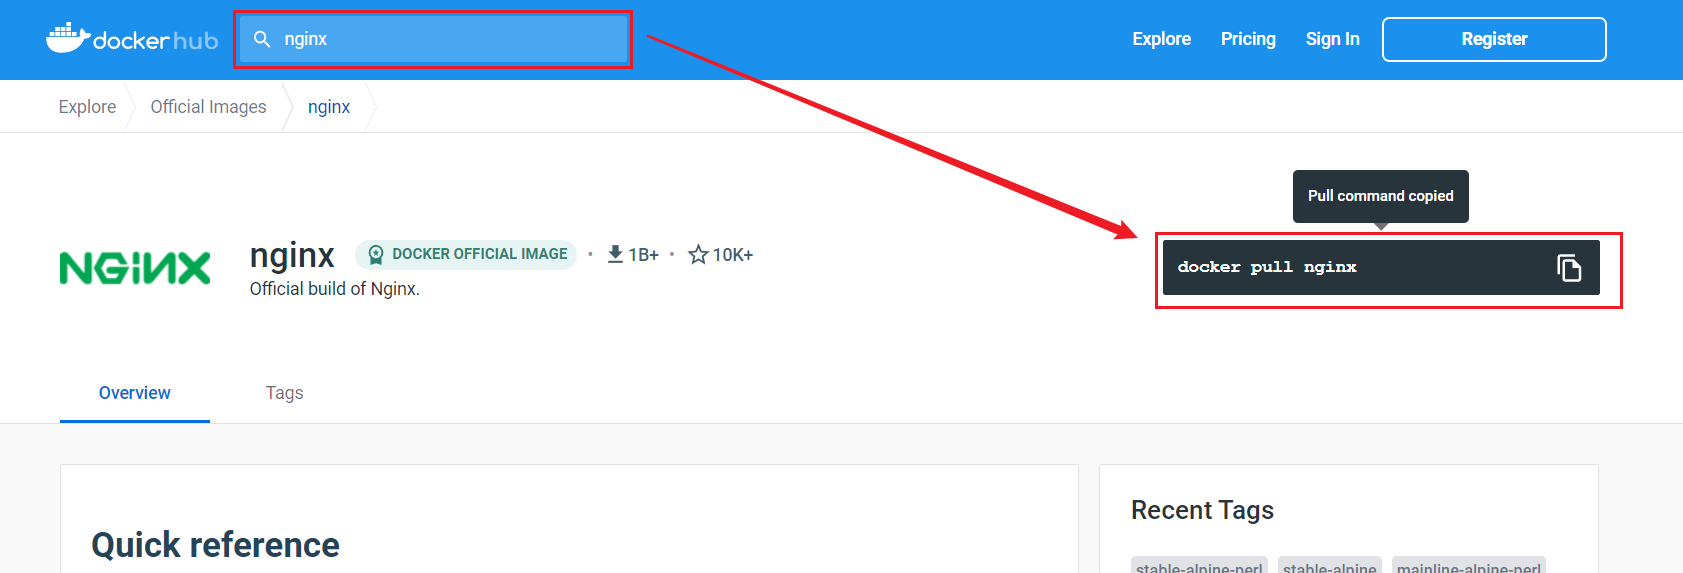 docker hub
nginx
Explore
Pricing
Sign In
Register
Explore
Official Images
nginx
Pull command copied
NGINX
nginx
DOCKER OFFICIAL IMAGE
1B+
10K+
Official build of Nginx.
docker pull nginx
Overview
Tags
Quick reference
Recent Tags
stable-alpine-perl
stable-alpine
mainline-alpine-perl